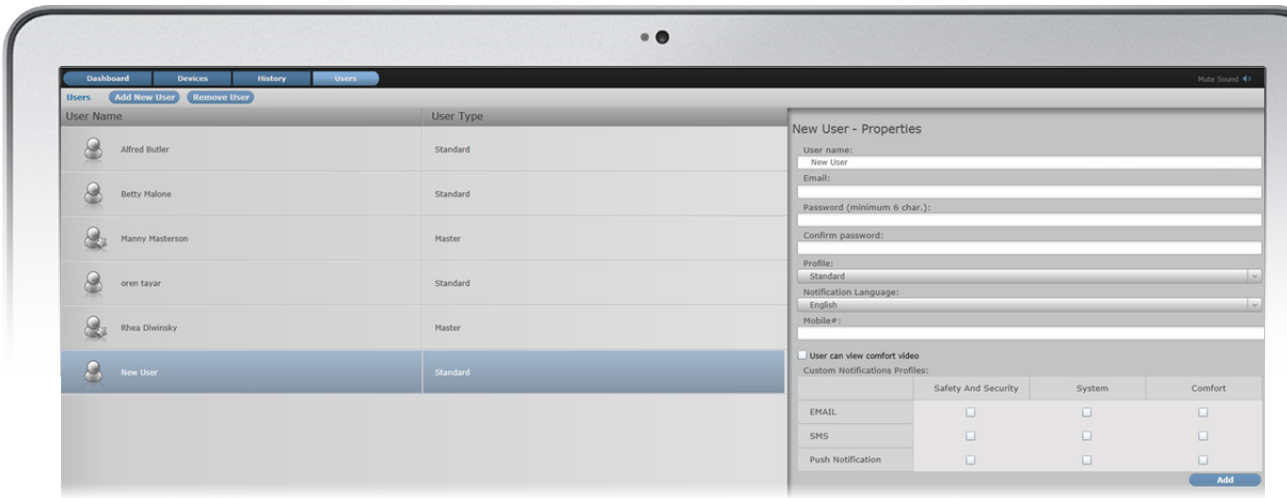 Dashboard Devices History Users Mute Sound
Users Add New User Remove User
User Name User Type
Alfred Butler Standard
Betty Malone Standard
Manny Masterson Master
oren tayar Standard
Rhea Diwinsky Master
New User Standard
New User - Properties
User name:
New User
Email:
Password (minimum 6 char.):
Confirm password:
Profile:
Standard
Notification Language:
English
Mobile#:
User can view comfort video
Custom Notifications Profiles:
Safety And Security System Comfort
EMAIL
SMS
Push Notification
Add